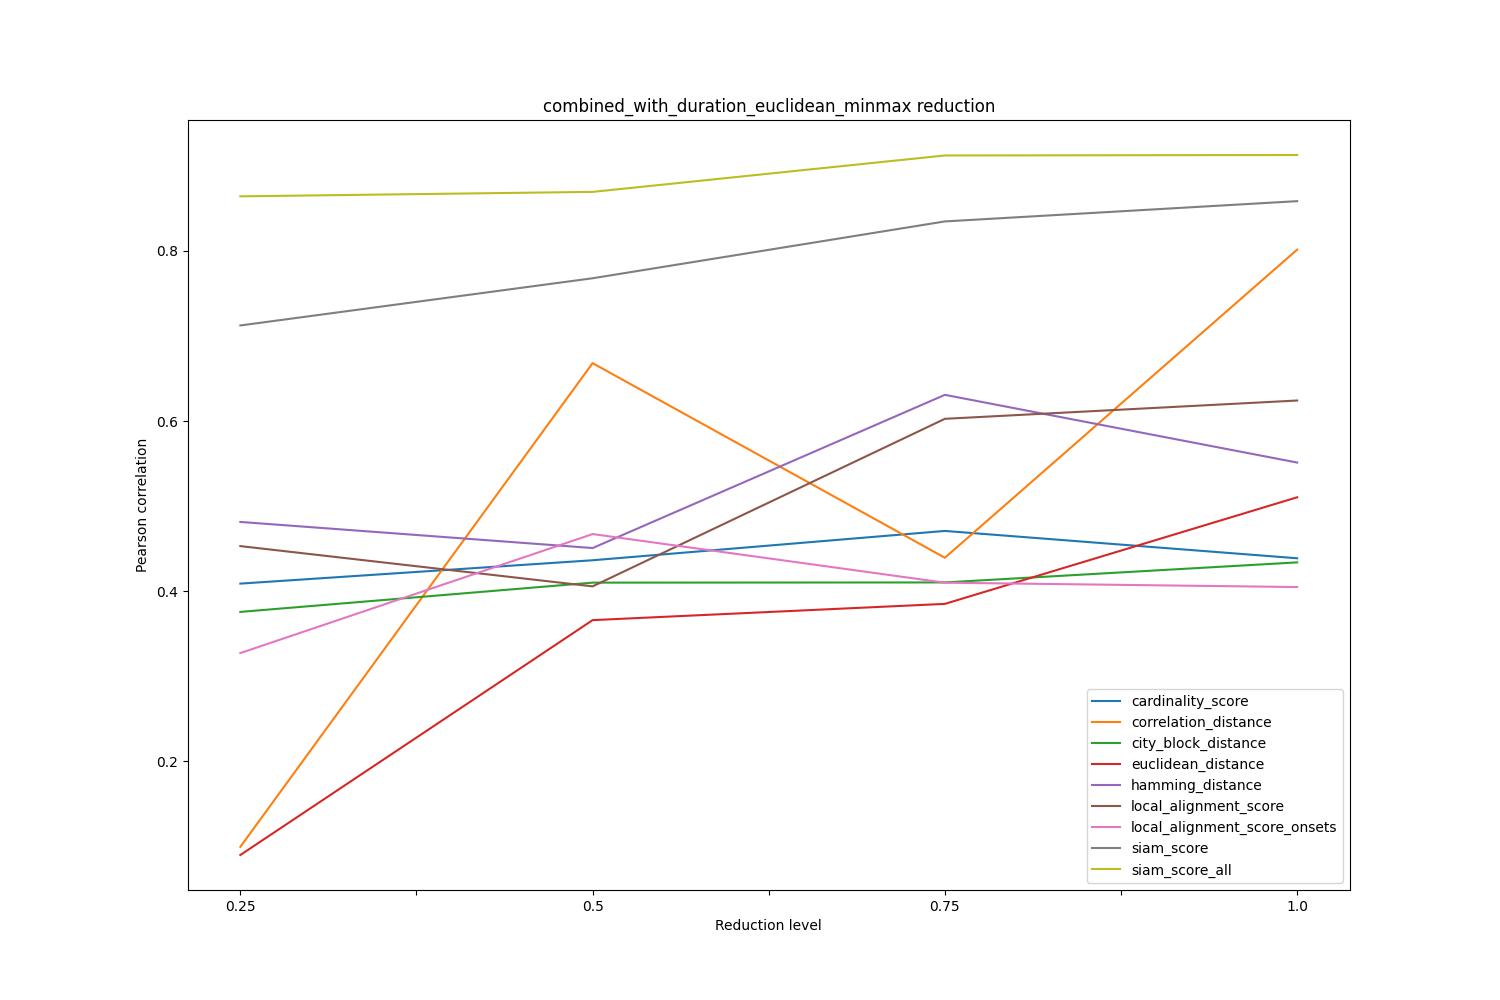 combined_with_duration_euclidean_minmax reduction
Pearson correlation
0.8
0.6
0.4
0.2
0.25
0.5
0.75
1.0
Reduction level
cardinality_score
correlation_distance
city_block_distance
euclidean_distance
hamming_distance
local_alignment_score
local_alignment_score_onsets
siam_score
siam_score_all